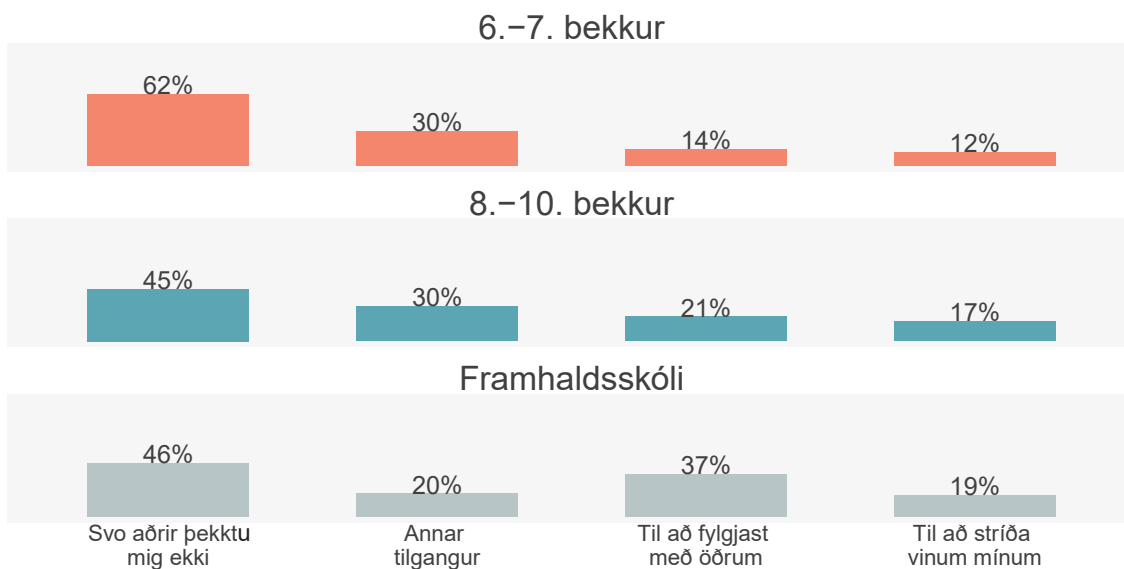 6.−7. bekkur
62%
30%
14%
12%
8.−10. bekkur
45%
30%
21%
17%
Framhaldsskóli
46%
20%
37%
19%
Svo aðrir þekktu
mig ekki
Annar
tilgangur
Til að fylgjast
með öðrum
Til að stríða
vinum mínum